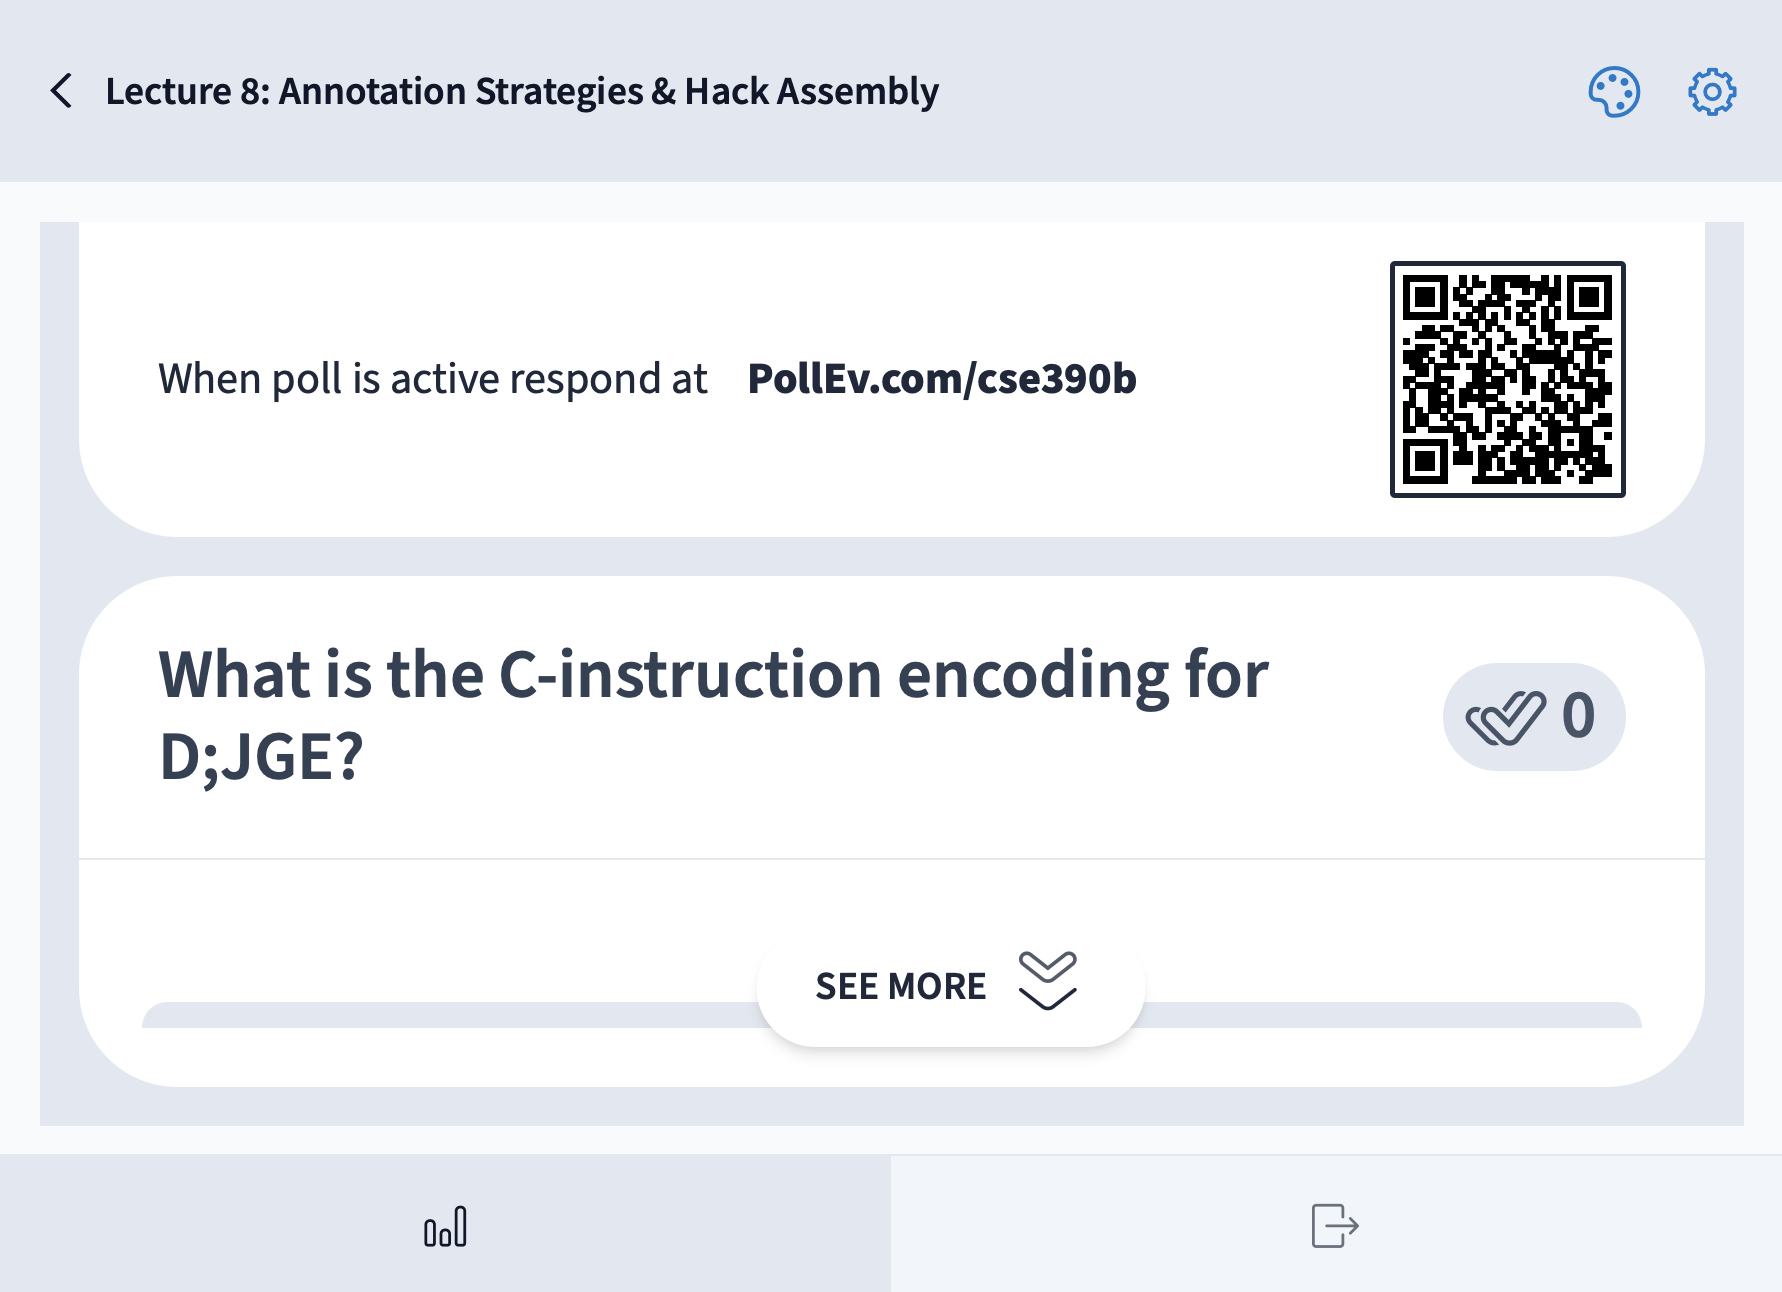 Lecture 8: Annotation Strategies & Hack Assembly
When poll is active respond at PollEv.com/cse390b
What is the C-instruction encoding for
D;JGE?
0
SEE MORE